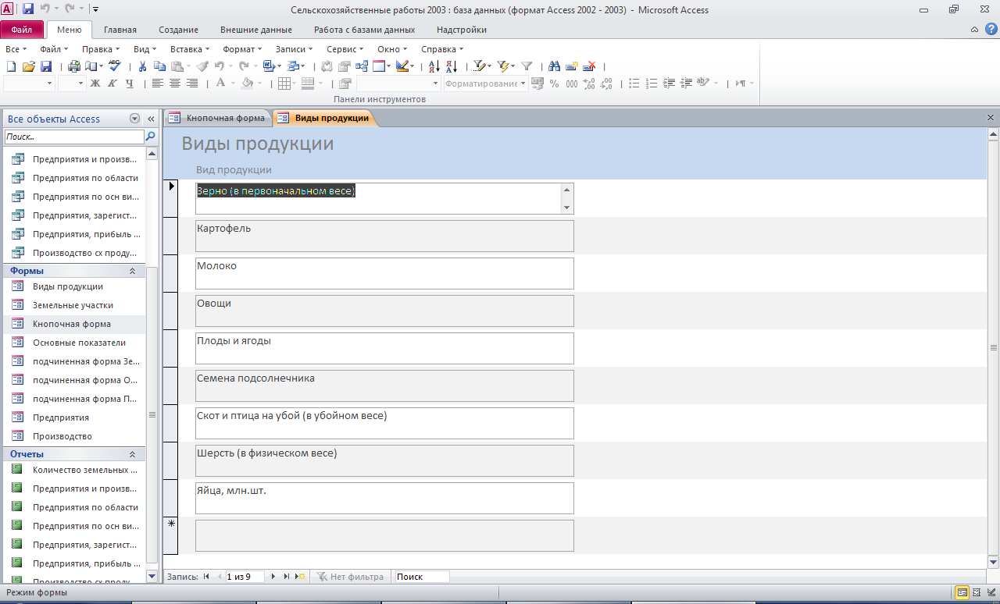 Сельскохозяйственные работы 2003 : база данных (формат Access 2002 - 2003) - Microsoft Access
Файл Меню Главная Создание Внешние данные Работа с базами данных Надстройки
Все Файл Правка Вид Вставка Формат Записи Сервис Окно Справка
Ж К Ч Форматирование % 000
Панели инструментов
Все объекты Access
Поиск...
Предприятия и произв...
Предприятия по области
Предприятия по осн ви...
Предприятия, зарегист...
Предприятия, прибыль ...
Производство сх проду...
Формы
Виды продукции
Земельные участки
Кнопочная форма
Основные показатели
подчиненная форма Зе...
подчиненная форма О...
подчиненная форма П...
Предприятия
Производство
Отчеты
Количество земельных ...
Предприятия и произв...
Предприятия по области
Предприятия по осн ви...
Предприятия, зарегист...
Предприятия, прибыль ...
Производство сх проду...
Кнопочная форма Виды продукции
Виды продукции
Вид продукции
Зерно (в первоначальном весе)
Картофель
Молоко
Овощи
Плоды и ягоды
Семена подсолнечника
Скот и птица на убой (в убойном весе)
Шерсть (в физическом весе)
Яйца, млн.шт.
Запись: 1 из 9 Нет фильтра Поиск
Режим формы